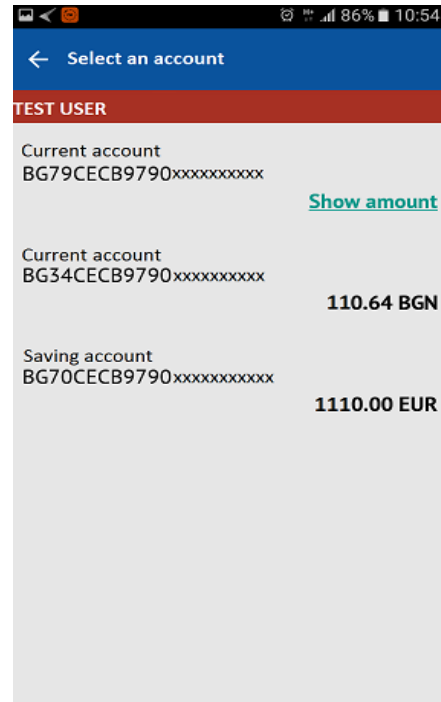 86% 10:54
Select an account
TEST USER
Current account
BG79CECB9790xxxxxxxxxx
Show amount
Current account
BG34CECB9790xxxxxxxxxx
110.64 BGN
Saving account
BG70CECB9790xxxxxxxxxxx
1110.00 EUR